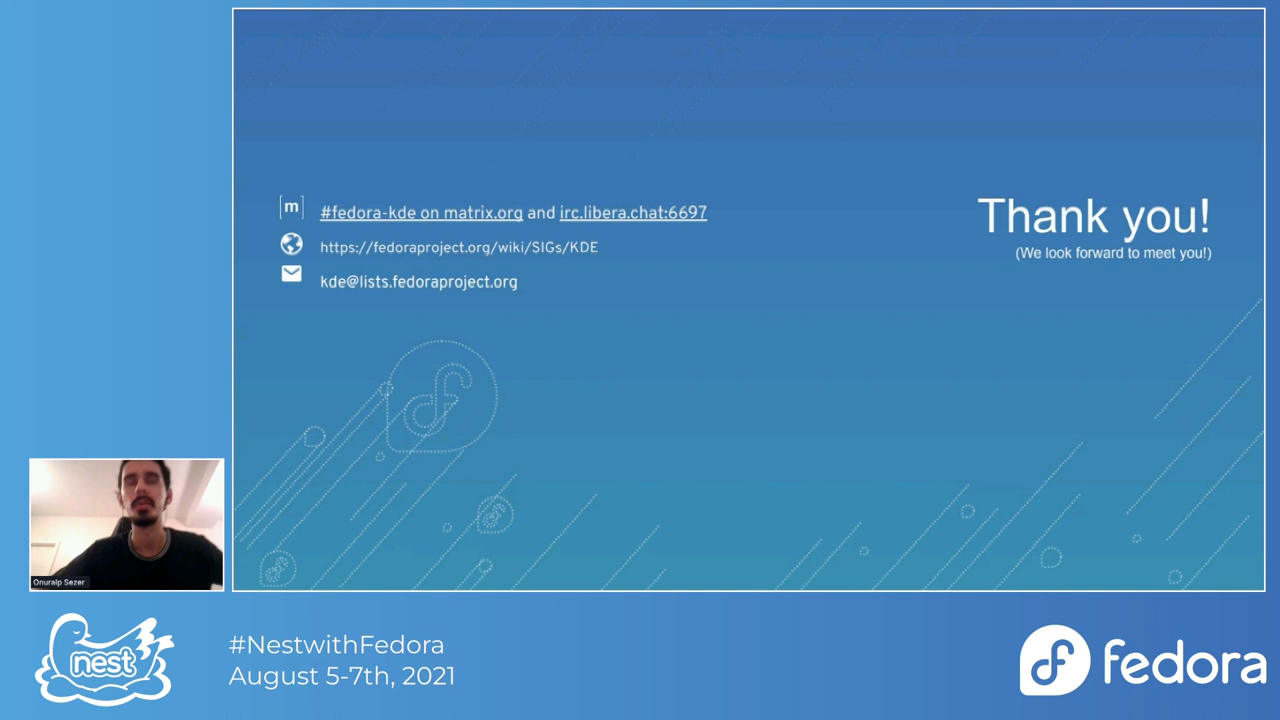 [m]
#fedora-kde on matrix.org and irc.libera.chat:6697
https://fedoraproject.org/wiki/SIGs/KDE
kde@lists.fedoraproject.org
Thank you!
(We look forward to meet you!)
Onuralp Sezer
nest
#NestwithFedora
August 5-7th, 2021
fedora